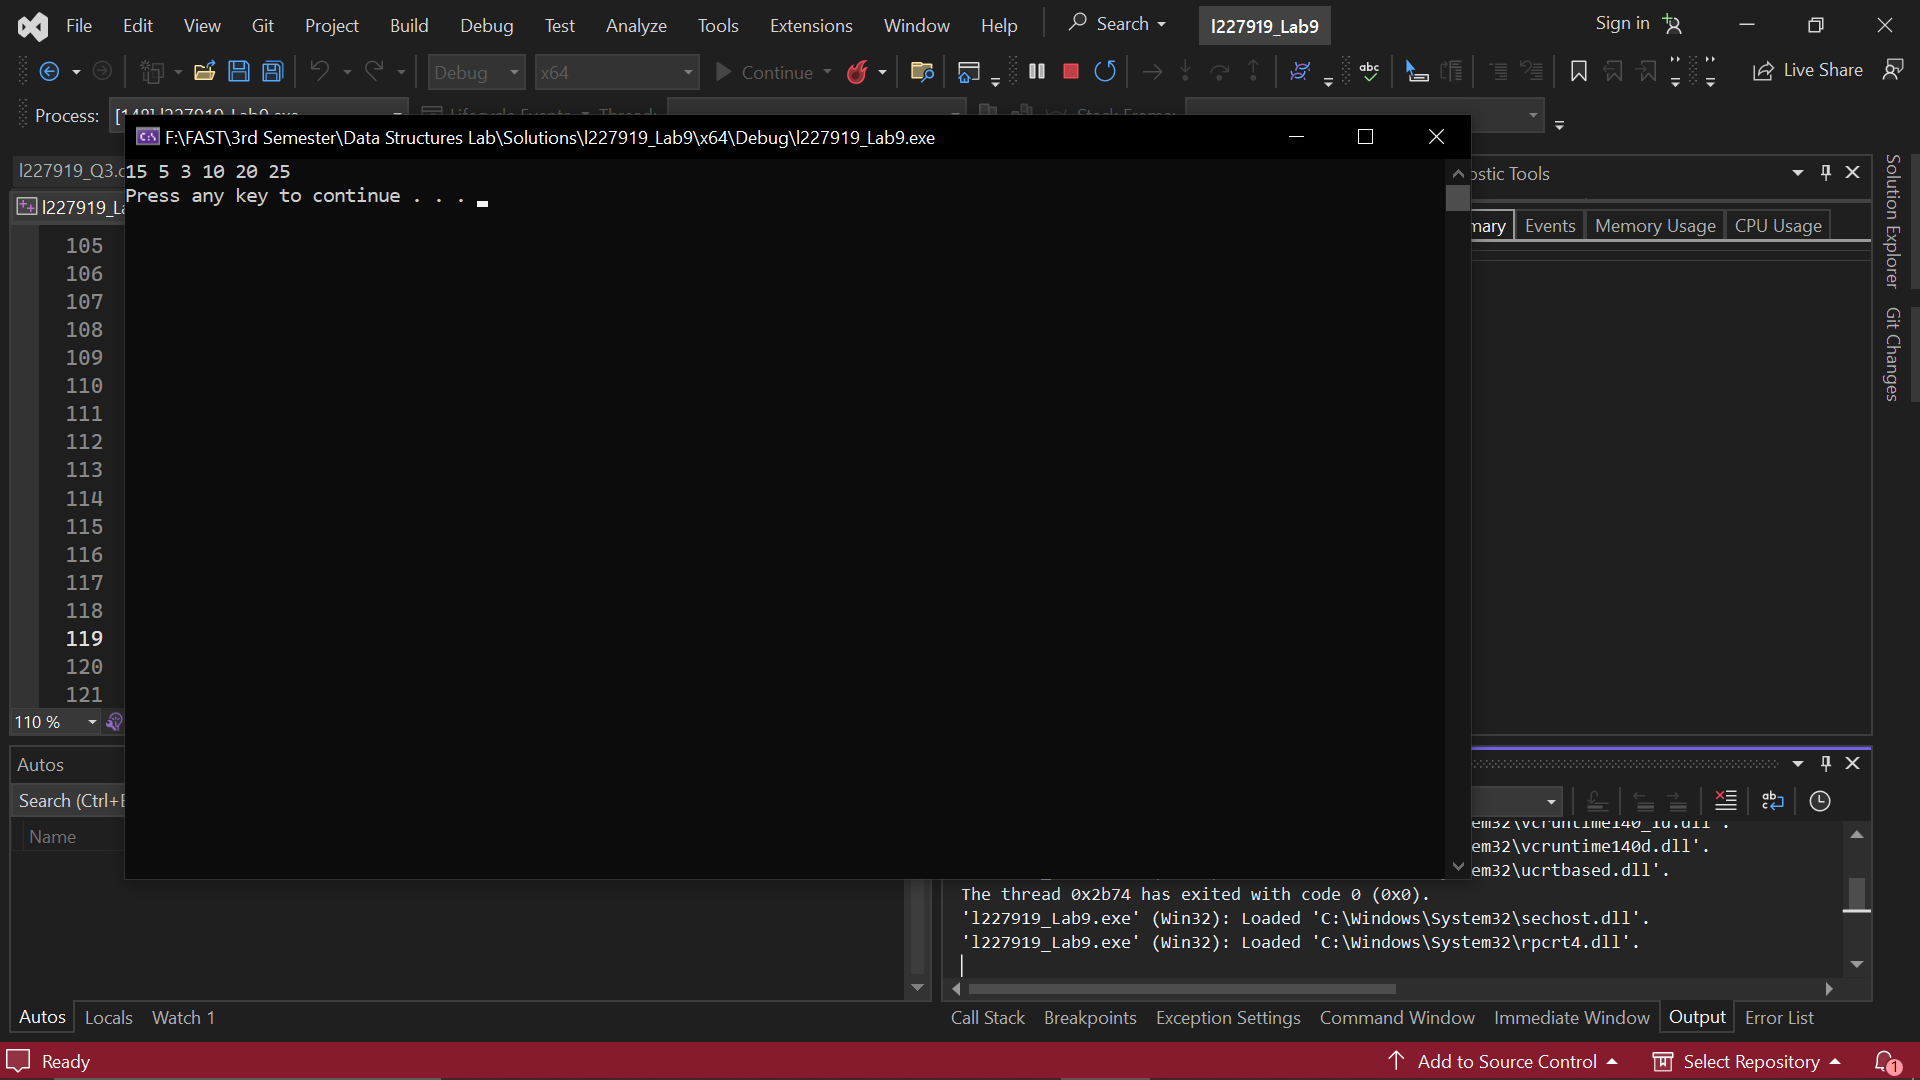 File Edit View Git Project Build Debug Test Analyze Tools Extensions Window Help Search l227919_Lab9 Sign in
Debug x64 Continue Live Share
Process:
F:\FAST\3rd Semester\Data Structures Lab\Solutions\l227919_Lab9\x64\Debug\l227919_Lab9.exe
15 5 3 10 20 25
Press any key to continue . . .
l227919_Q3.c
l227919_La
ostic Tools
mary Events Memory Usage CPU Usage
Solution Explorer
Git Changes
105
106
107
108
109
110
111
112
113
114
115
116
117
118
119
120
121
110 %
Autos
Search (Ctrl+E
Name
em32\vcruntime140_1d.dll'.
em32\vcruntime140d.dll'.
em32\ucrtbased.dll'.
The thread 0x2b74 has exited with code 0 (0x0).
'l227919_Lab9.exe' (Win32): Loaded 'C:\Windows\System32\sechost.dll'.
'l227919_Lab9.exe' (Win32): Loaded 'C:\Windows\System32\rpcrt4.dll'.
Autos Locals Watch 1
Call Stack Breakpoints Exception Settings Command Window Immediate Window Output Error List
Ready
Add to Source Control Select Repository 1